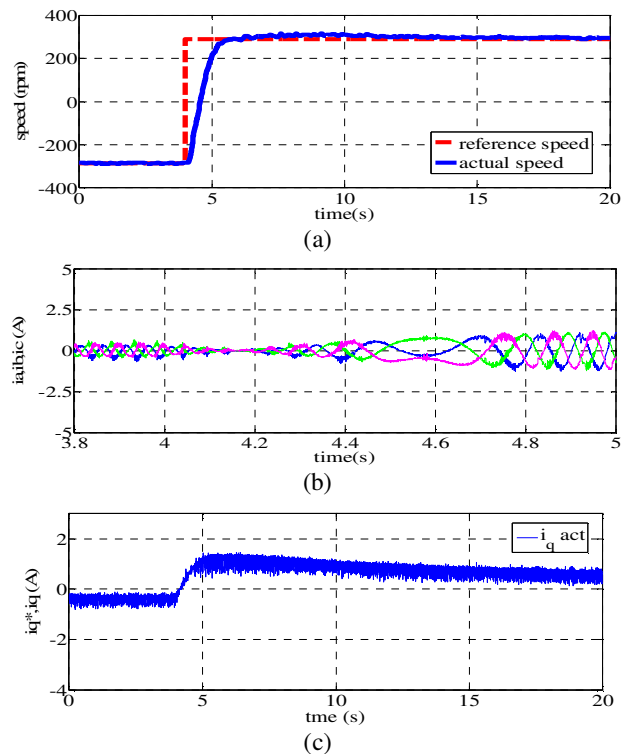 400
200
0
-200
-400
speed (rpm)
reference speed
actual speed
0
5
10
15
20
time(s)
(a)
5
2.5
0
-2.5
-5
iaibic (A)
3.8
4
4.2
4.4
4.6
4.8
5
time(s)
(b)
2
0
-2
-4
iq*,iq (A)
i_q act
0
5
10
15
20
tme (s)
(c)